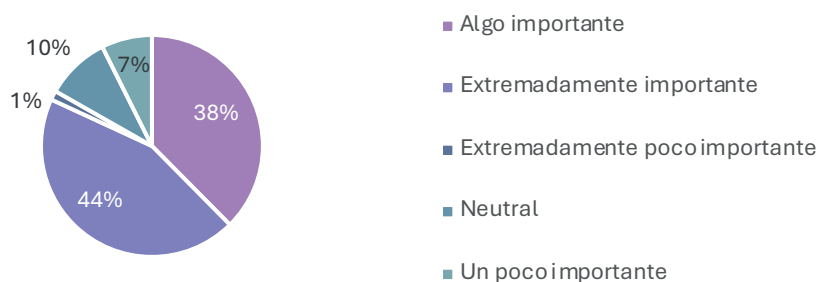 Algo importante
10%
7%
Extremadamente importante
1%
38%
Extremadamente poco importante
44%
Neutral
Un poco importante